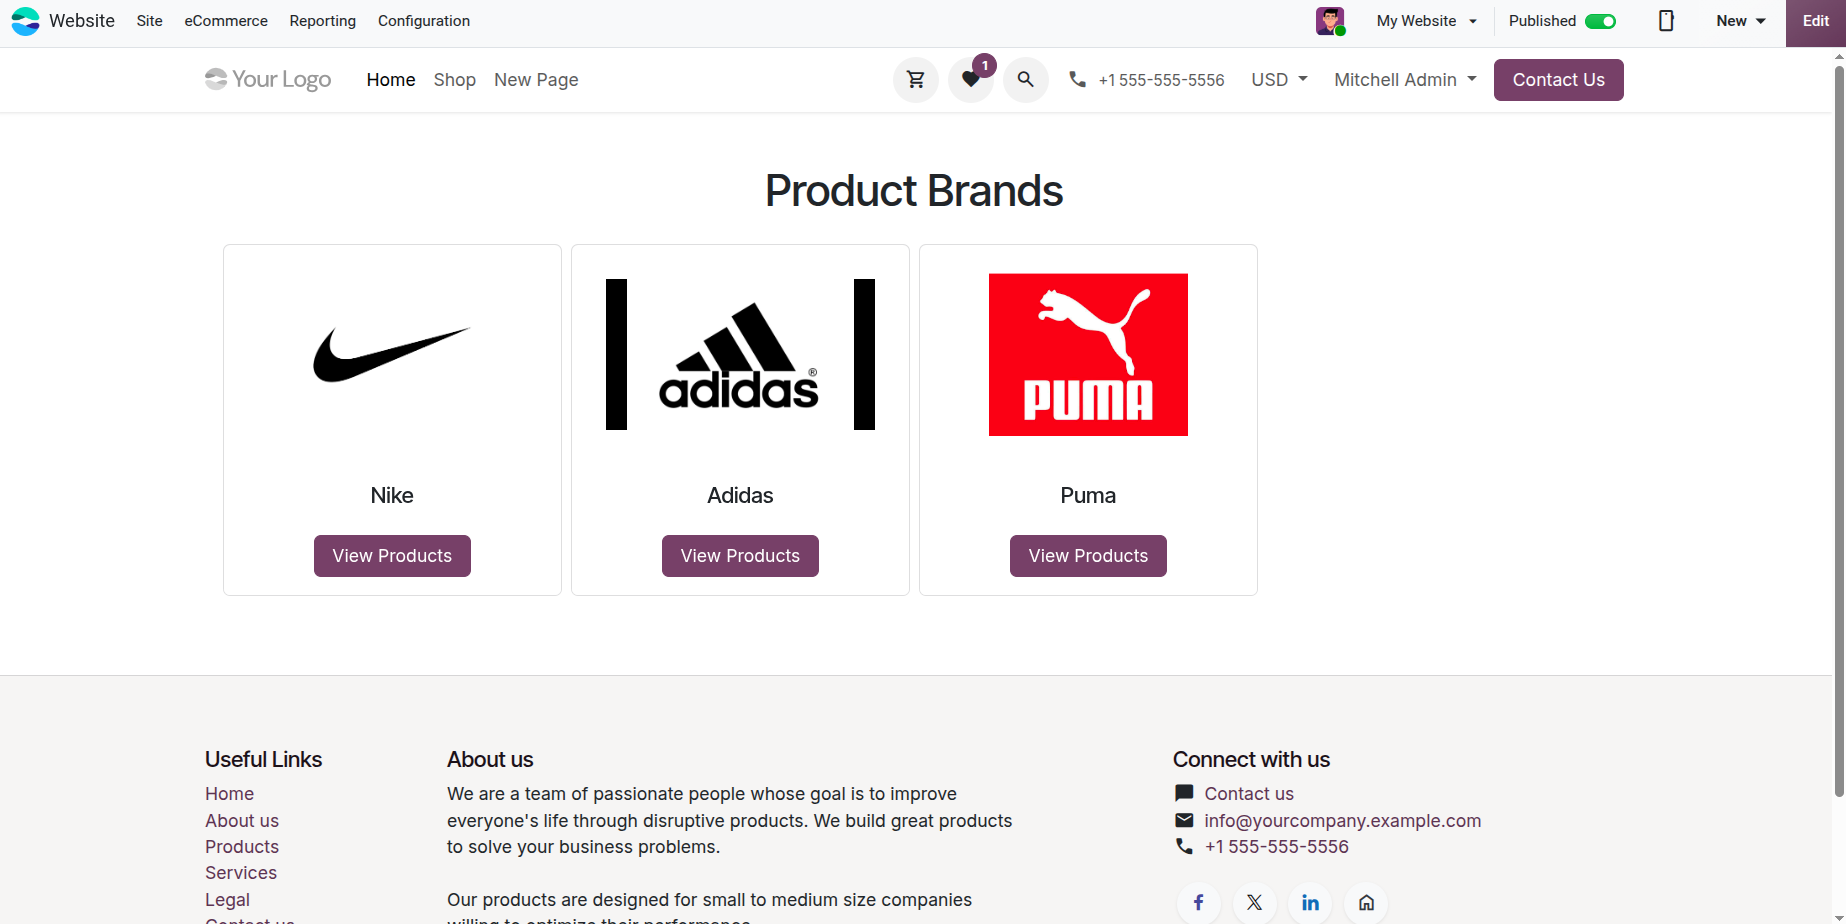 Website Site eCommerce Reporting Configuration My Website Published New Edit
Your Logo Home Shop New Page 1 +1 555-555-5556 USD Mitchell Admin Contact Us
Product Brands
adidas®
PUMA
Nike Adidas Puma
View Products View Products View Products
Useful Links
Home
About us
Products
Services
Legal
About us
We are a team of passionate people whose goal is to improve
everyone's life through disruptive products. We build great products
to solve your business problems.
Our products are designed for small to medium size companies
Connect with us
Contact us
info@yourcompany.example.com
+1 555-555-5556